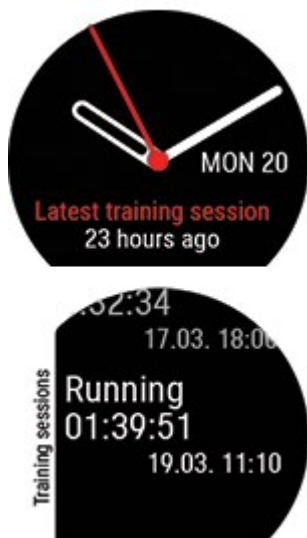 MON 20
Latest training session
23 hours ago
:32:34
17.03. 18:00
Training sessions
Running
01:39:51
19.03. 11:10